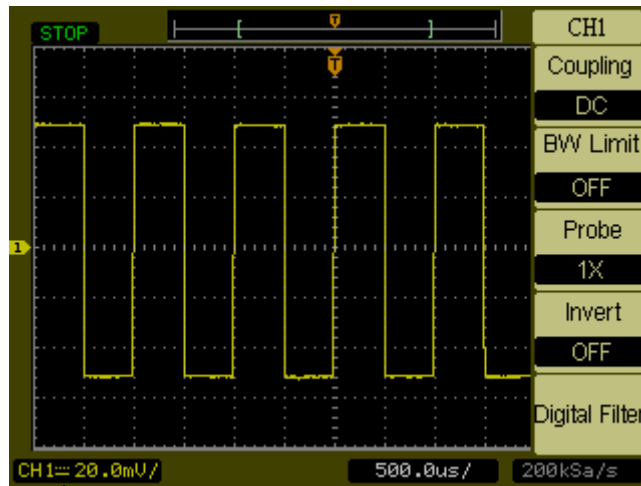 STOP
T
T
1
CH1
Coupling
DC
BW Limit
OFF
Probe
1X
Invert
OFF
Digital Filter
CH1 20.0mV/
500.0us/
200kSa/s